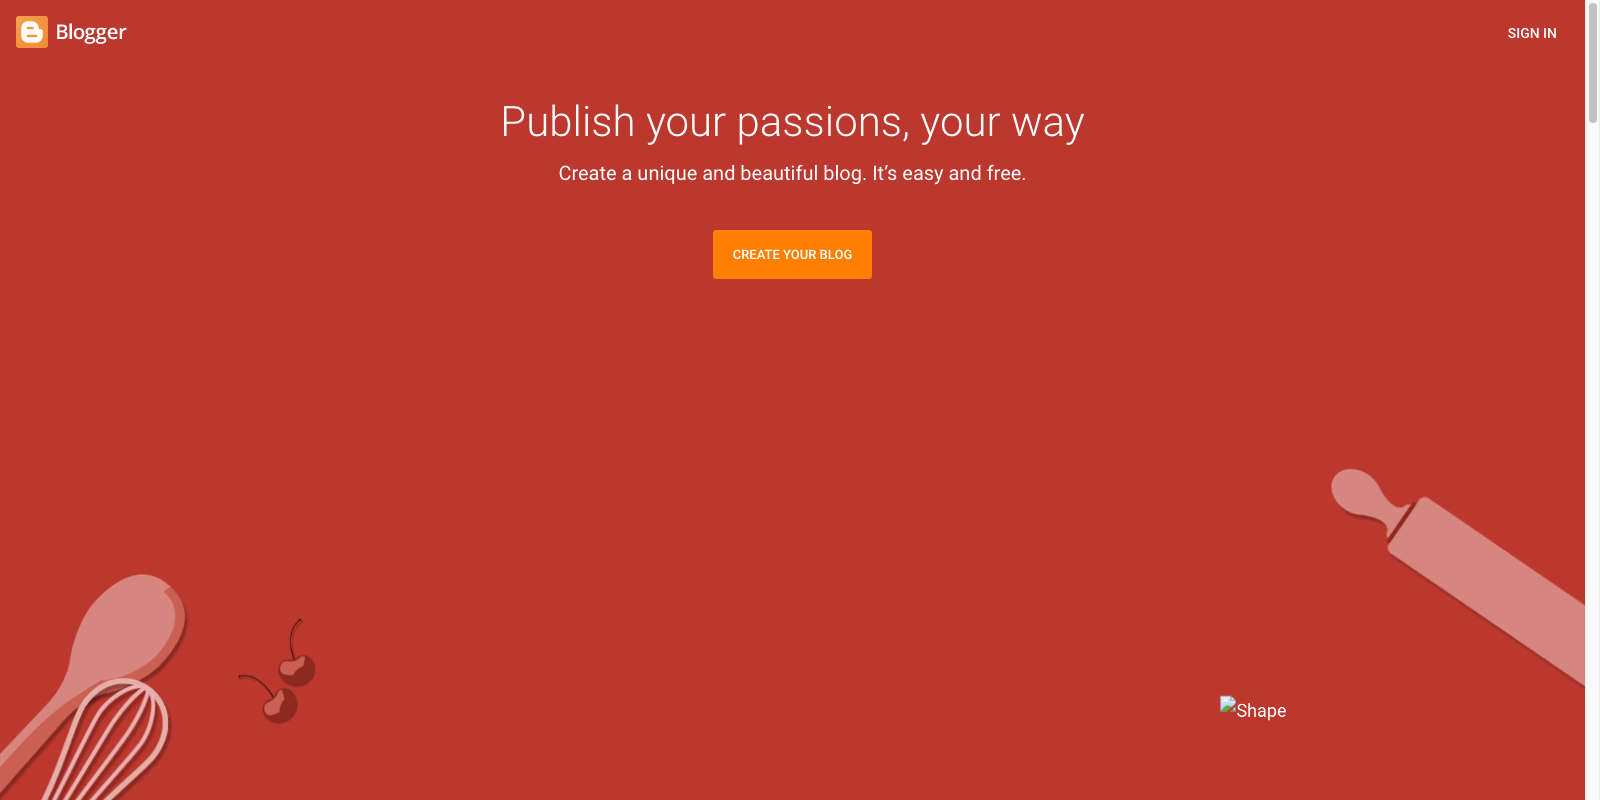 Blogger
SIGN IN
Publish your passions, your way
Create a unique and beautiful blog. It’s easy and free.
CREATE YOUR BLOG
Shape